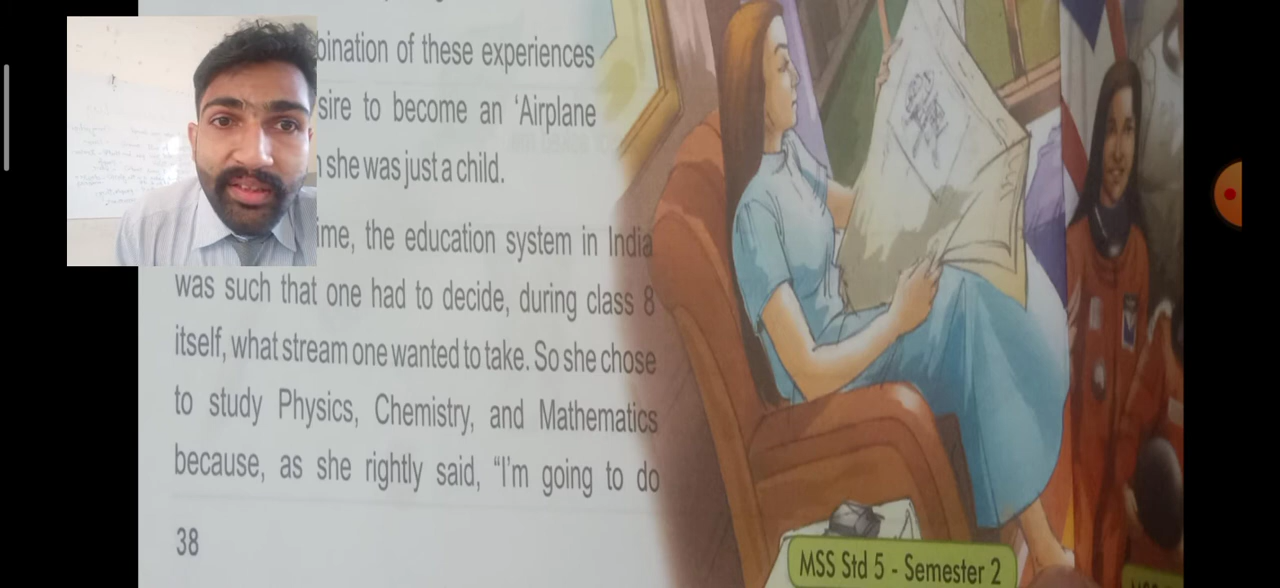 bination of these experiences
sire to become an ‘Airplane
she was just a child.
ime, the education system in India
was such that one had to decide, during class 8
itself, what stream one wanted to take. So she chose
to study Physics, Chemistry, and Mathematics
because, as she rightly said, “I’m going to do
38
MSS Std 5 - Semester 2